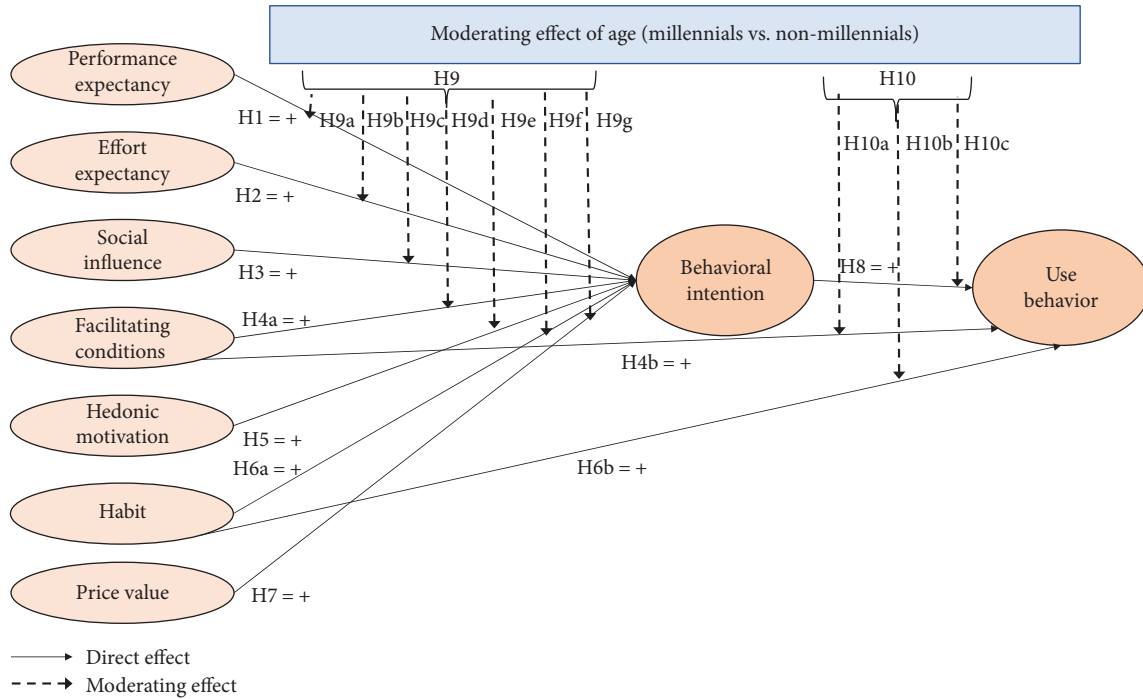 Moderating effect of age (millennials vs. non-millennials)
Performance
expectancy
H9
H10
H1 = +
H9a
H9b
H9c
H9d
H9e
H9f
H9g
H10a
H10b
H10c
Effort
expectancy
H2 = +
Social
influence
H3 = +
Behavioral
intention
H8 = +
Use
behavior
Facilitating
conditions
H4a = +
H4b = +
Hedonic
motivation
H5 = +
H6a = +
H6b = +
Habit
Price value
H7 = +
Direct effect
Moderating effect